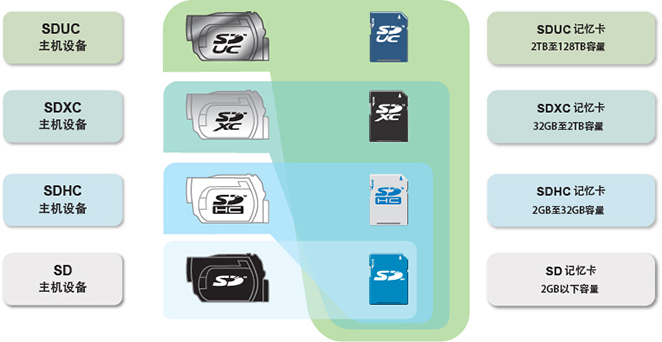 SDUC
主机设备
SD
UC
SD
UC
SDUC 记忆卡
2TB至128TB容量
SDXC
主机设备
SD
XC
SD
XC
SDXC 记忆卡
32GB至2TB容量
SDHC
主机设备
SD
HC
SD
HC
SDHC 记忆卡
2GB至32GB容量
SD
主机设备
SD
SD
SD 记忆卡
2GB以下容量